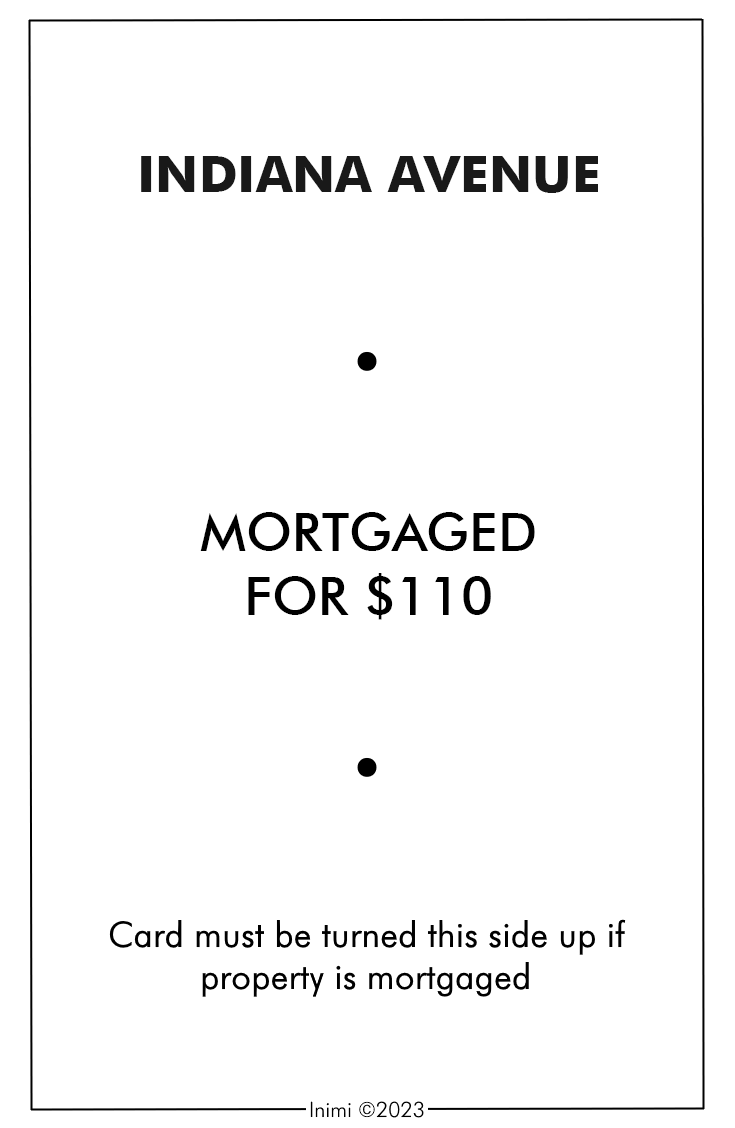 INDIANA AVENUE
•
MORTGAGED
FOR $110
•
Card must be turned this side up if
property is mortgaged
Inimi ©2023